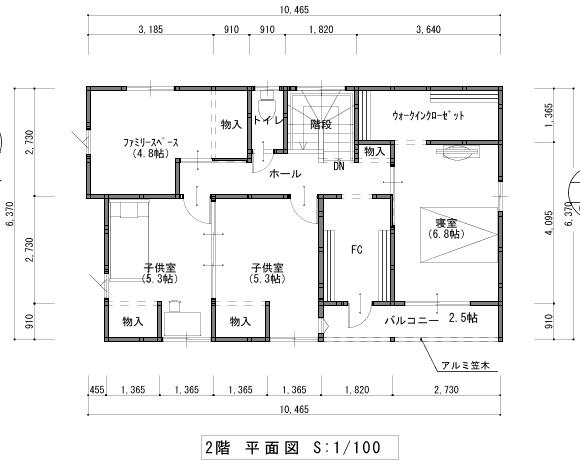 10,465
3,185 910 910 1,820 3,640
ファミリースペース
(4.8帖)
物入
トイレ
階段
ウォークインクローゼット
物入
DN
ホール
寝室
(6.8帖)
FC
子供室
(5.3帖)
子供室
(5.3帖)
物入
物入
バルコニー 2.5帖
アルミ笠木
6,370
2,730
2,730
910
1,365
4,095
910
6,370
455 1,365 1,365 1,365 1,365 1,820 2,730
10,465
2階 平面図 S:1/100